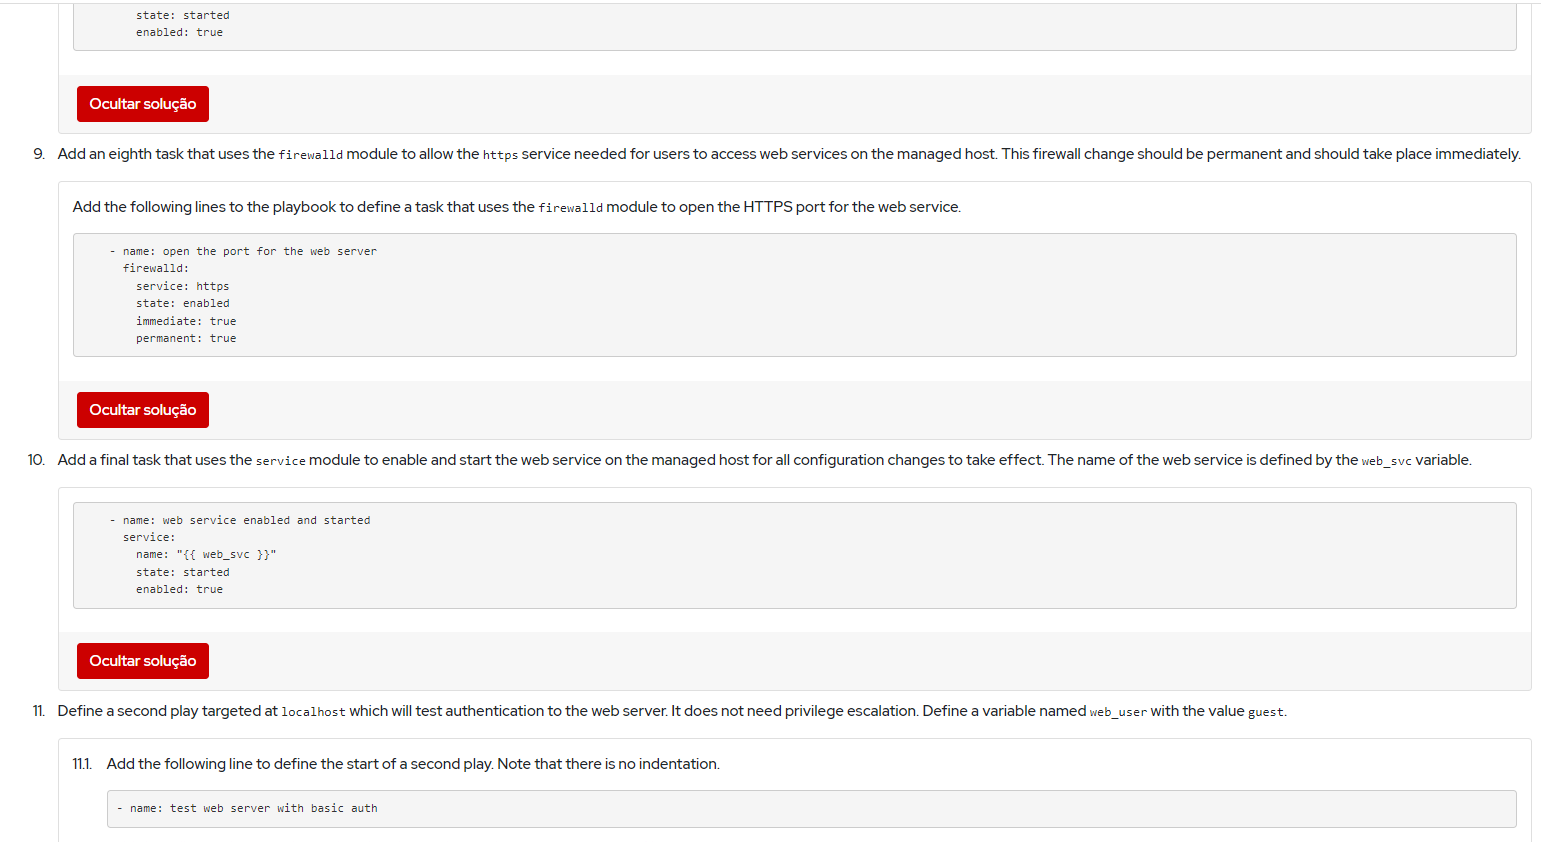 state: started
enabled: true
Ocultar solução
9. Add an eighth task that uses the firewalld module to allow the https service needed for users to access web services on the managed host. This firewall change should be permanent and should take place immediately.
Add the following lines to the playbook to define a task that uses the firewalld module to open the HTTPS port for the web service.
- name: open the port for the web server
firewalld:
service: https
state: enabled
immediate: true
permanent: true
Ocultar solução
10. Add a final task that uses the service module to enable and start the web service on the managed host for all configuration changes to take effect. The name of the web service is defined by the web_svc variable.
- name: web service enabled and started
service:
name: "{{ web_svc }}"
state: started
enabled: true
Ocultar solução
11. Define a second play targeted at localhost which will test authentication to the web server. It does not need privilege escalation. Define a variable named web_user with the value guest.
11.1. Add the following line to define the start of a second play. Note that there is no indentation.
- name: test web server with basic auth